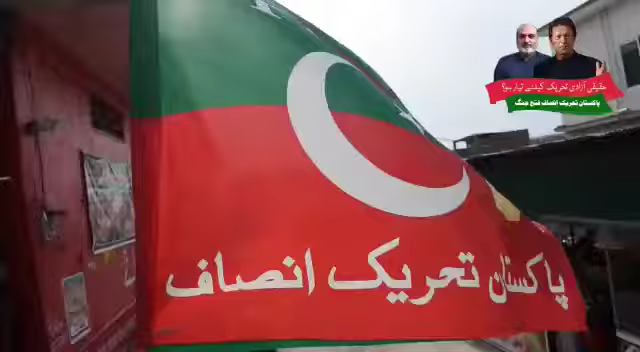 حقیقی آزادی تحریک کیلئے تیار ہو؟
پاکستان تحریک انصاف فتح جنگ
پاکستان تحریک انصاف